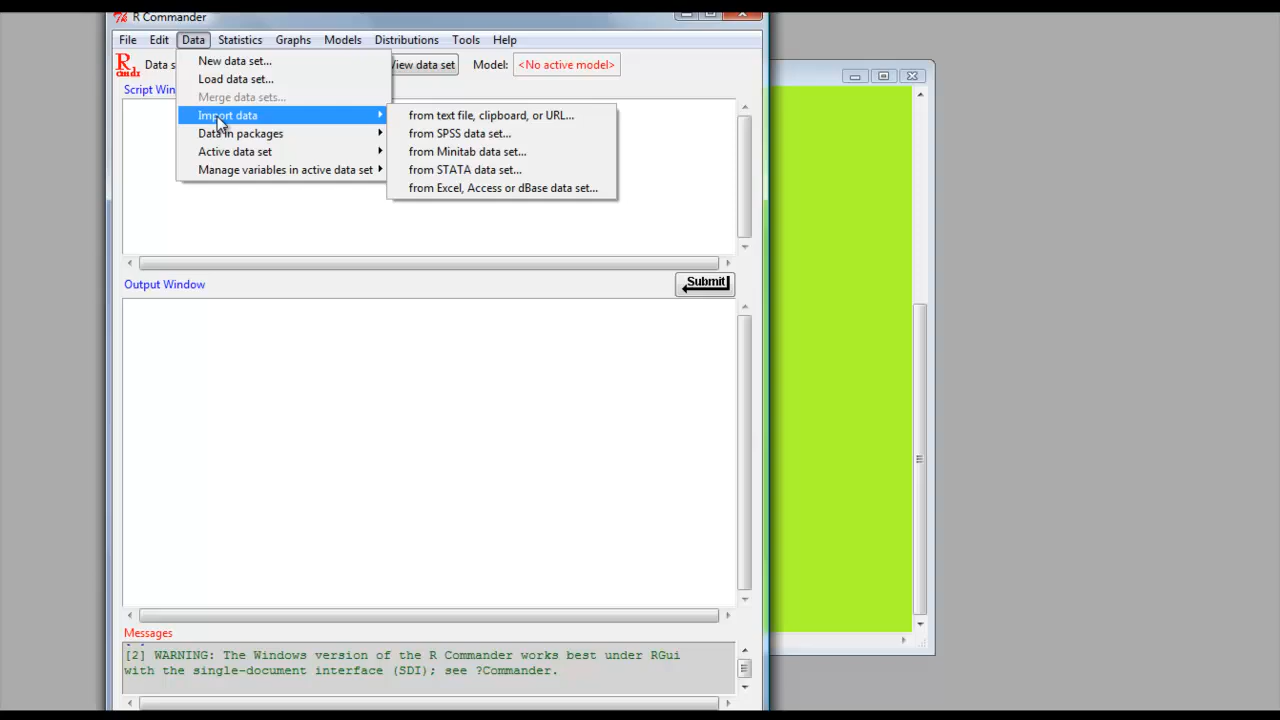 R Commander
File Edit Data Statistics Graphs Models Distributions Tools Help
R
cmdr
Data s
View data set
Model:
<No active model>
New data set...
Load data set...
Merge data sets...
Import data
Data in packages
Active data set
Manage variables in active data set
from text file, clipboard, or URL...
from SPSS data set...
from Minitab data set...
from STATA data set...
from Excel, Access or dBase data set...
Script Win
Output Window
Submit
Messages
[2] WARNING: The Windows version of the R Commander works best under RGui
with the single-document interface (SDI); see ?Commander.